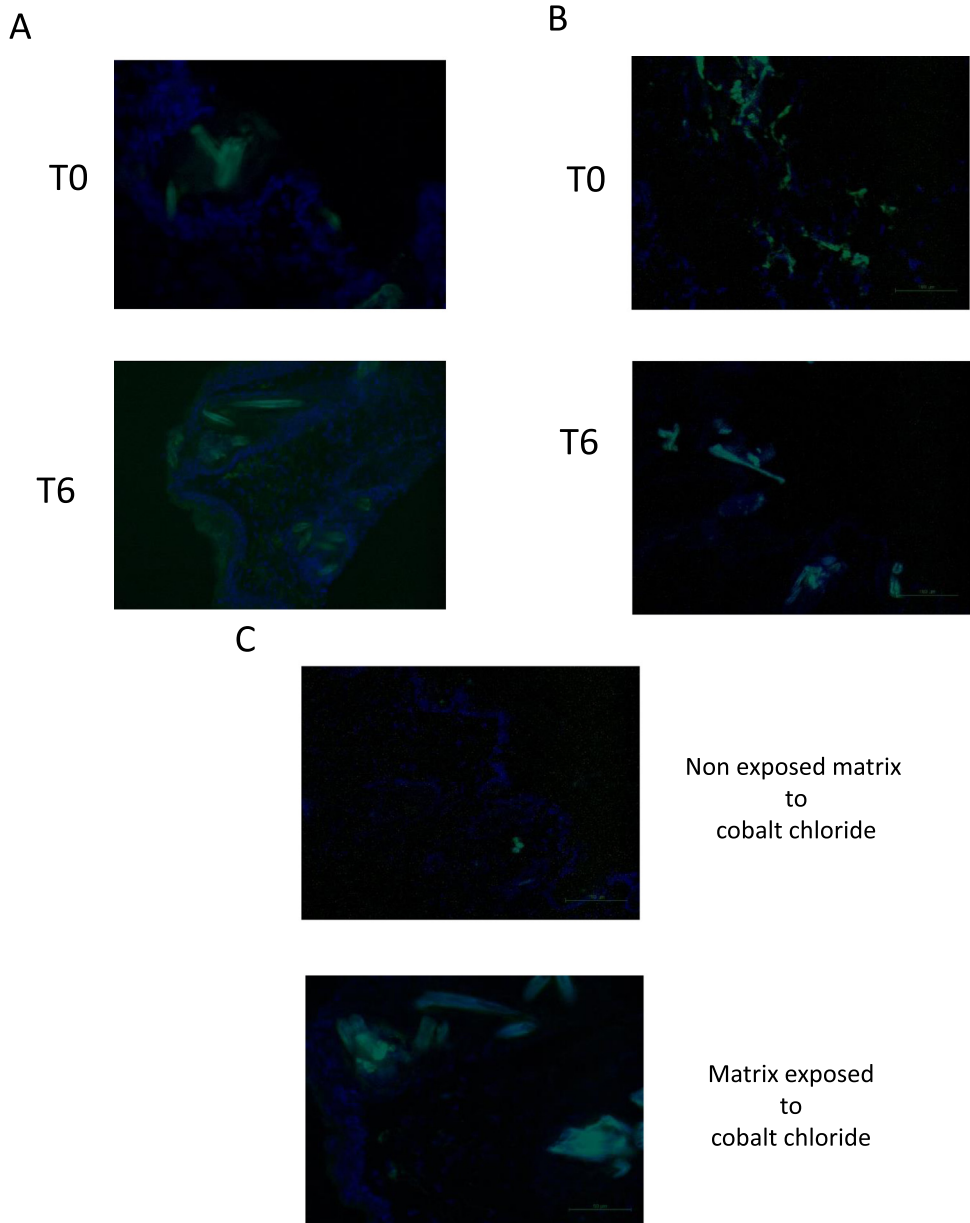 A
B
T0
T0
T6
T6
C
Non exposed matrix
to
cobalt chloride
Matrix exposed
to
cobalt chloride